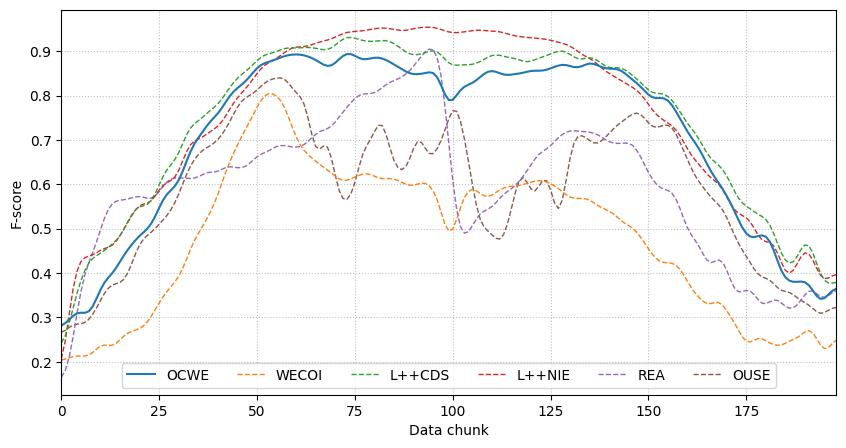 0.9
0.8
0.7
0.6
0.5
0.4
0.3
0.2
F-score
OCWE WECOI L++CDS L++NIE REA OUSE
0 25 50 75 100 125 150 175
Data chunk